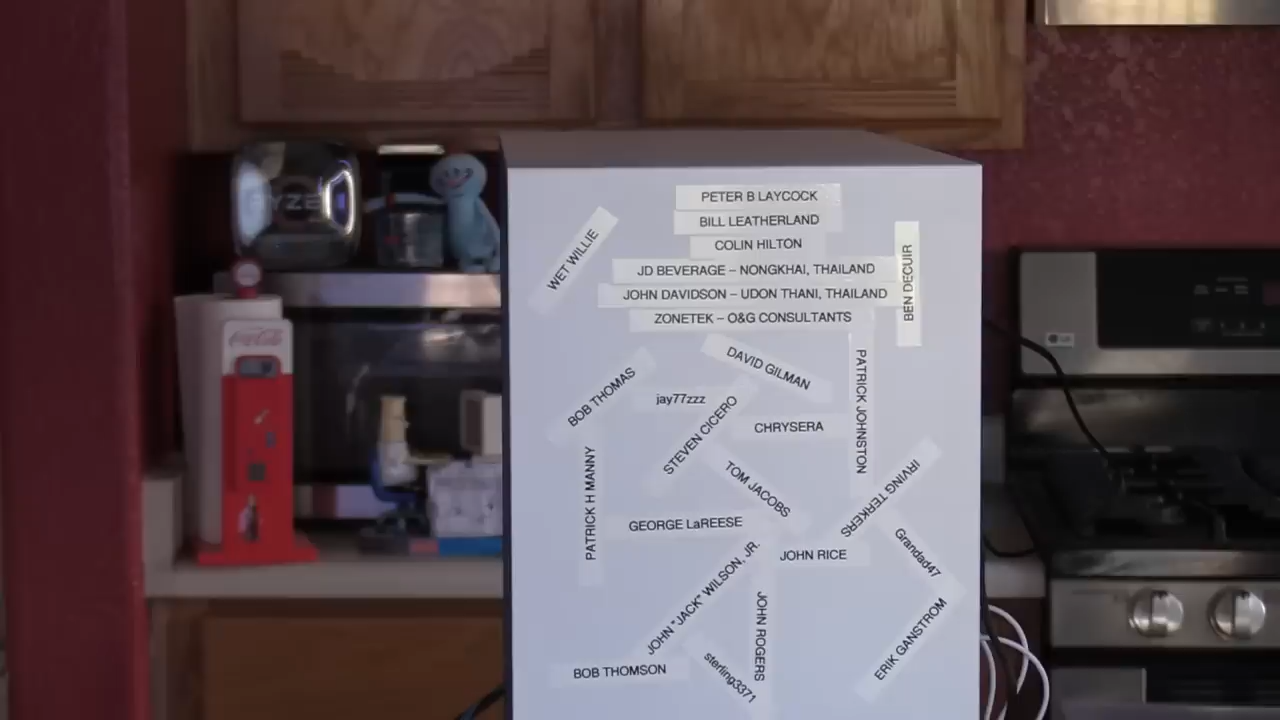 RYZEN
Coca-Cola
PETER B LAYCOCK
BILL LEATHERLAND
COLIN HILTON
WET WILLIE
BEN DECUIR
JD BEVERAGE – NONGKHAI, THAILAND
JOHN DAVIDSON – UDON THANI, THAILAND
ZONETEK – O&G CONSULTANTS
DAVID GILMAN
PATRICK JOHNSTON
BOB THOMAS
jay77zzz
STEVEN CICERO
CHRYSERA
TOM JACOBS
IRVING TERKERS
PATRICK H MANNY
GEORGE LaREESE
JOHN RICE
Grandad47
JOHN "JACK" WILSON, JR.
JOHN ROGERS
ERIK GANSTROM
BOB THOMSON
sterling3371